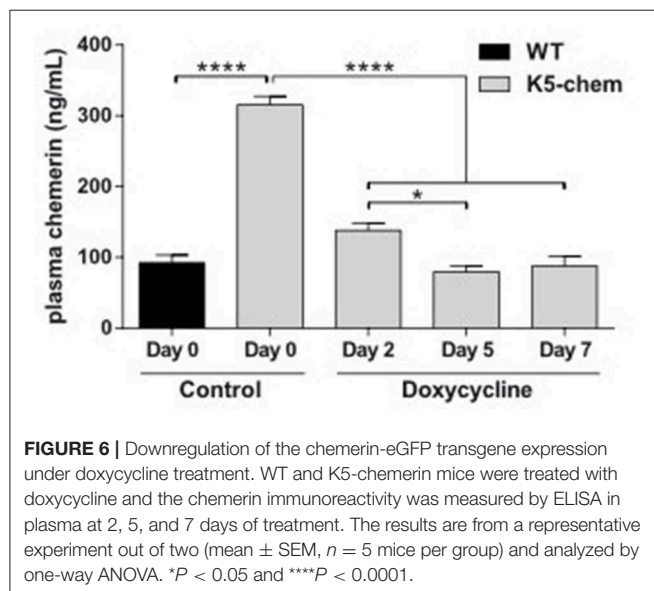 400
300
200
100
0
plasma chemerin (ng/mL)
WT
K5-chem
****
****
*
Day 0
Day 0
Day 2
Day 5
Day 7
Control
Doxycycline
FIGURE 6 | Downregulation of the chemerin-eGFP transgene expression
under doxycycline treatment. WT and K5-chemerin mice were treated with
doxycycline and the chemerin immunoreactivity was measured by ELISA in
plasma at 2, 5, and 7 days of treatment. The results are from a representative
experiment out of two (mean ± SEM, n = 5 mice per group) and analyzed by
one-way ANOVA. *P < 0.05 and ****P < 0.0001.